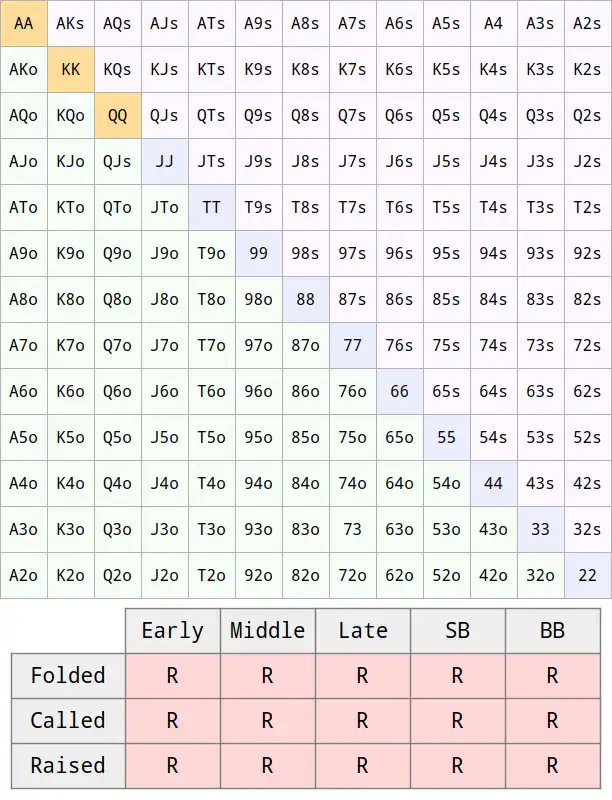 AA AKs AQs AJs ATs A9s A8s A7s A6s A5s A4 A3s A2s
AKo KK KQs KJs KTs K9s K8s K7s K6s K5s K4s K3s K2s
AQo KQo QQ QJs QTs Q9s Q8s Q7s Q6s Q5s Q4s Q3s Q2s
AJo KJo QJs JJ JTs J9s J8s J7s J6s J5s J4s J3s J2s
ATo KTo QTo JTo TT T9s T8s T7s T6s T5s T4s T3s T2s
A9o K9o Q9o J9o T9o 99 98s 97s 96s 95s 94s 93s 92s
A8o K8o Q8o J8o T8o 98o 88 87s 86s 85s 84s 83s 82s
A7o K7o Q7o J7o T7o 97o 87o 77 76s 75s 74s 73s 72s
A6o K6o Q6o J6o T6o 96o 86o 76o 66 65s 64s 63s 62s
A5o K5o Q5o J5o T5o 95o 85o 75o 65o 55 54s 53s 52s
A4o K4o Q4o J4o T4o 94o 84o 74o 64o 54o 44 43s 42s
A3o K3o Q3o J3o T3o 93o 83o 73 63o 53o 43o 33 32s
A2o K2o Q2o J2o T2o 92o 82o 72o 62o 52o 42o 32o 22
Early Middle Late SB BB
Folded R R R R R
Called R R R R R
Raised R R R R R